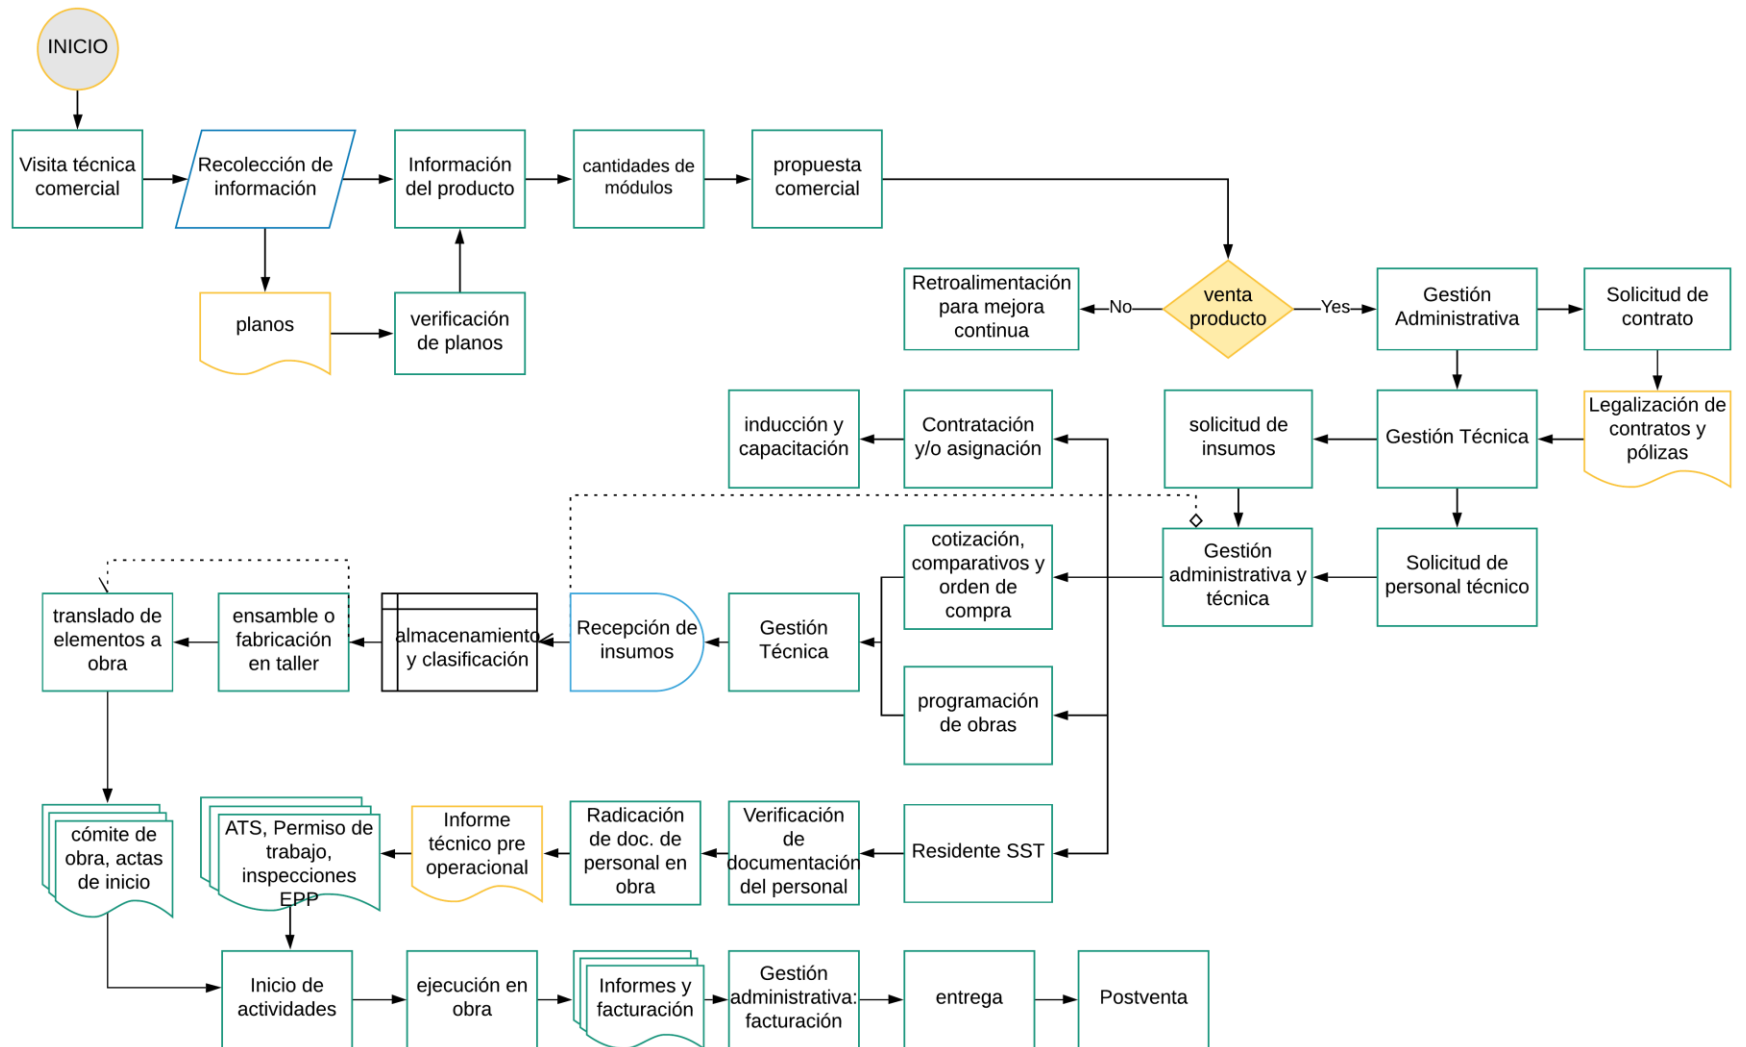 INICIO
Visita técnica
comercial
Recolección de
información
Información
del producto
cantidades de
módulos
propuesta
comercial
planos
verificación
de planos
Retroalimentación
para mejora
continua
No
venta
producto
Yes
Gestión
Administrativa
Solicitud de
contrato
inducción y
capacitación
Contratación
y/o asignación
solicitud de
insumos
Gestión Técnica
Legalización de
contratos y
pólizas
cotización,
comparativos y
orden de
compra
Gestión
administrativa y
técnica
Solicitud de
personal técnico
translado de
elementos a
obra
ensamble o
fabricación
en taller
almacenamiento
y clasificación
Recepción de
insumos
Gestión
Técnica
programación
de obras
cómite de
obra, actas
de inicio
ATS, Permiso de
trabajo,
inspecciones
EPP
Informe
técnico pre
operacional
Radicación
de doc. de
personal en
obra
Verificación
de
documentación
del personal
Residente SST
Inicio de
actividades
ejecución en
obra
Informes y
facturación
Gestión
administrativa:
facturación
entrega
Postventa